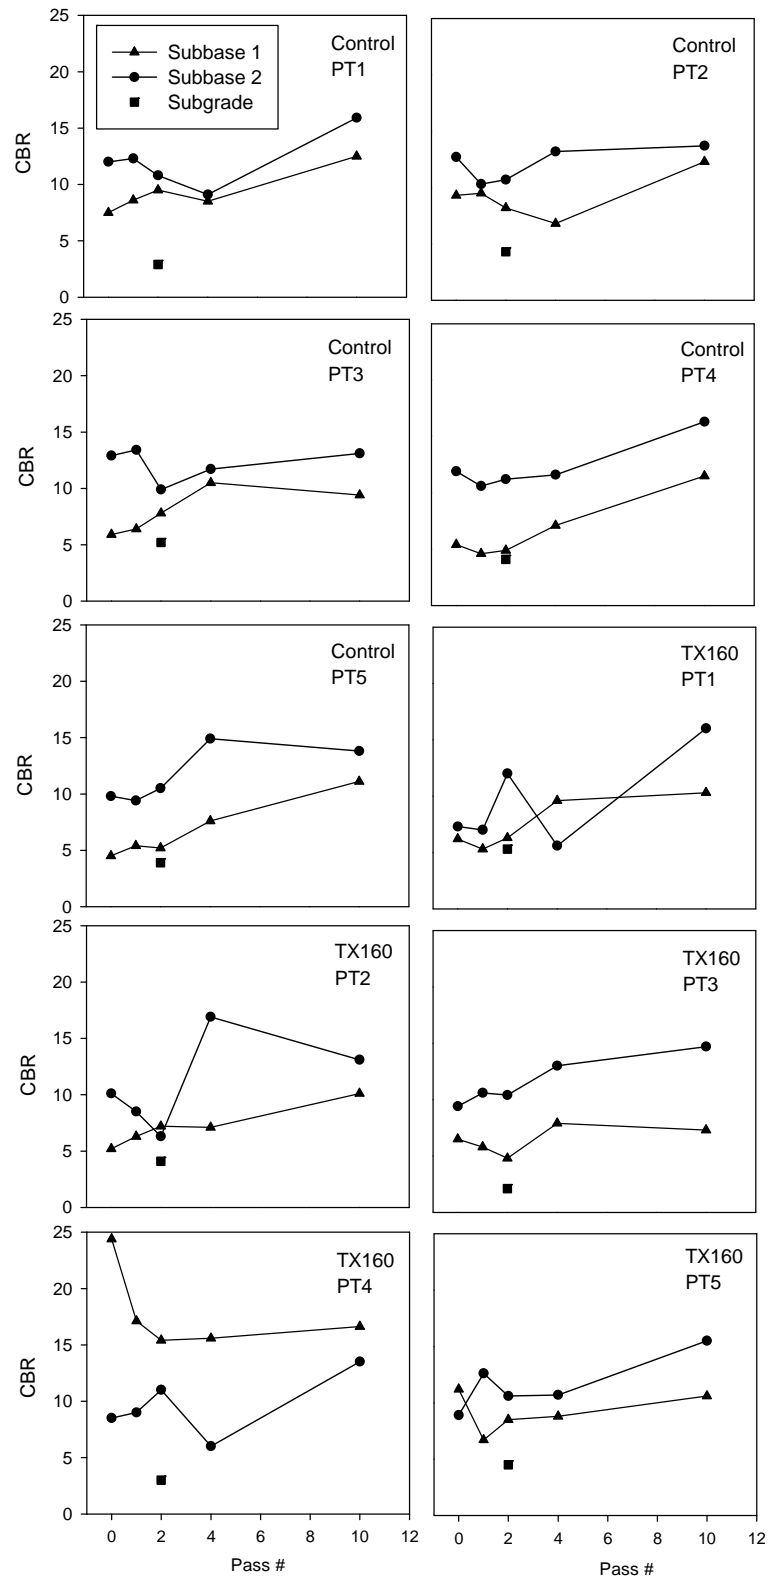 25
20
15
10
5
0
CBR
Subbase 1
Subbase 2
Subgrade
Control
PT1
Control
PT2
25
20
15
10
5
0
CBR
Control
PT3
Control
PT4
25
20
15
10
5
0
CBR
Control
PT5
TX160
PT1
25
20
15
10
5
0
CBR
TX160
PT2
TX160
PT3
25
20
15
10
5
0
CBR
TX160
PT4
TX160
PT5
0 2 4 6 8 10 12
Pass #
0 2 4 6 8 10 12
Pass #